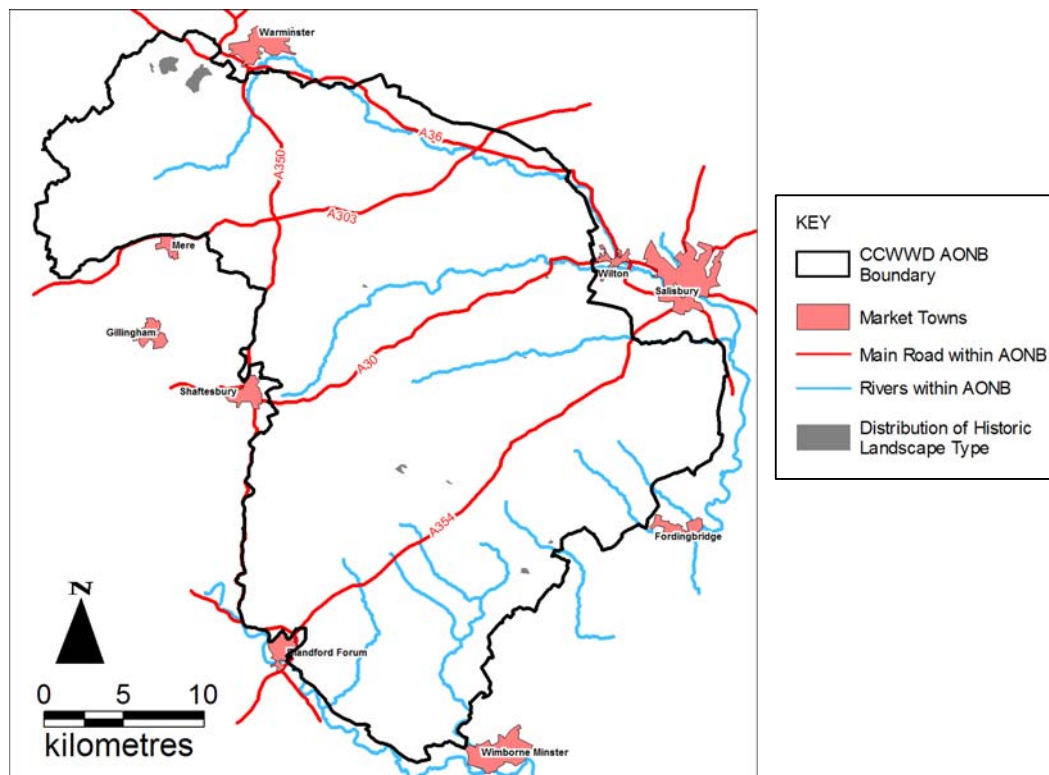 Warminster
A36
A350
A303
Mere
Wilton
Salisbury
Gillingham
A30
Shaftesbury
A354
Fordingbridge
Blandford Forum
Wimborne Minster
N
0 5 10
kilometres
KEY
CCWWD AONB
Boundary
Market Towns
Main Road within AONB
Rivers within AONB
Distribution of Historic
Landscape Type